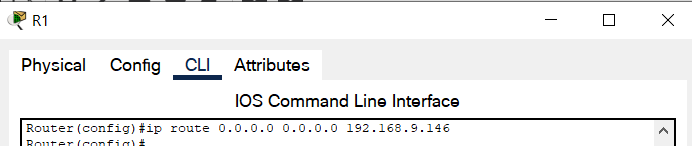 R1
Physical Config CLI Attributes
IOS Command Line Interface
Router(config)#ip route 0.0.0.0 0.0.0.0 192.168.9.146
Router(config)#